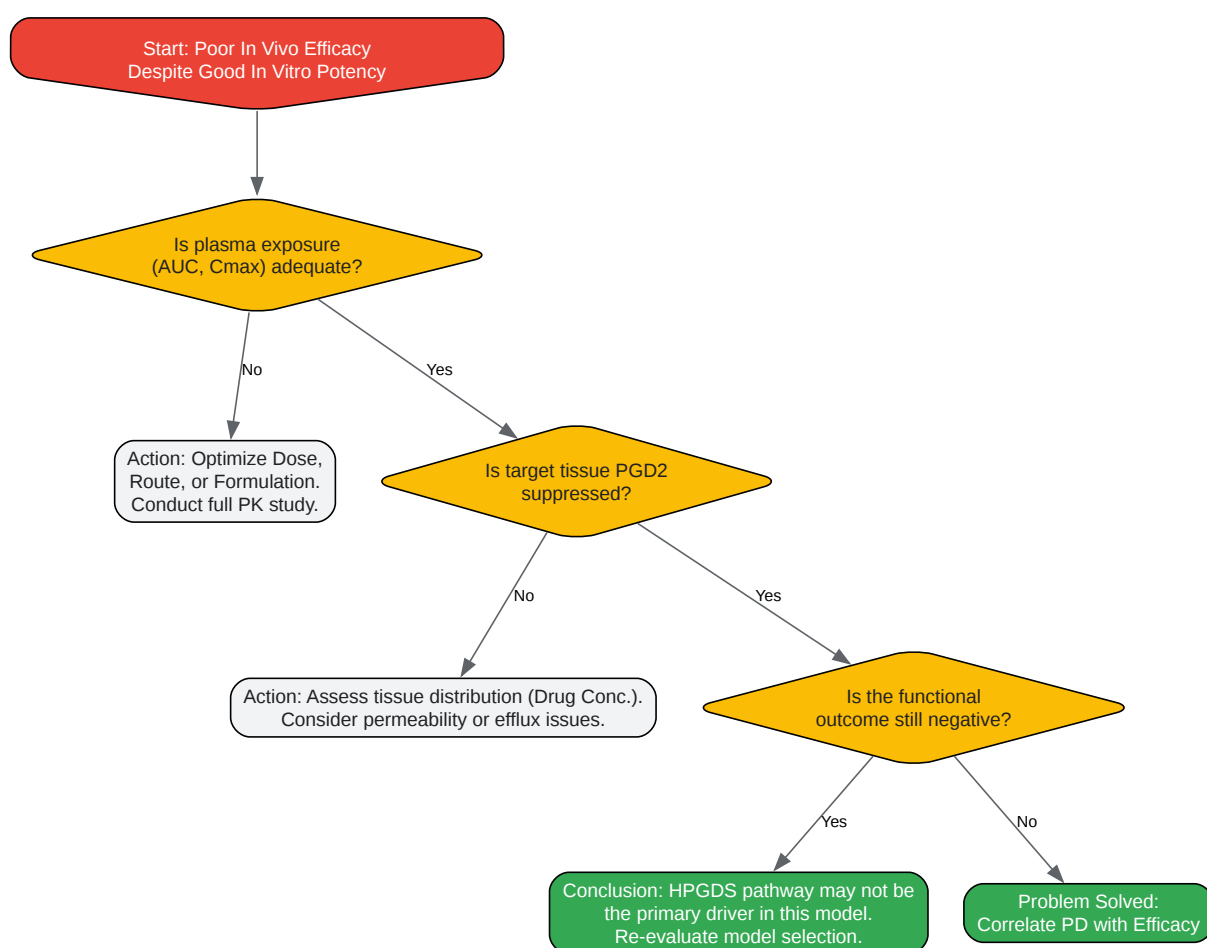 Start: Poor In Vivo Efficacy
Despite Good In Vitro Potency
Is plasma exposure
(AUC, Cmax) adequate?
No
Yes
Action: Optimize Dose,
Route, or Formulation.
Conduct full PK study.
Is target tissue PGD2
suppressed?
No
Yes
Action: Assess tissue distribution (Drug Conc.).
Consider permeability or efflux issues.
Is the functional
outcome still negative?
Yes
No
Conclusion: HPGDS pathway may not be
the primary driver in this model.
Re-evaluate model selection.
Problem Solved:
Correlate PD with Efficacy